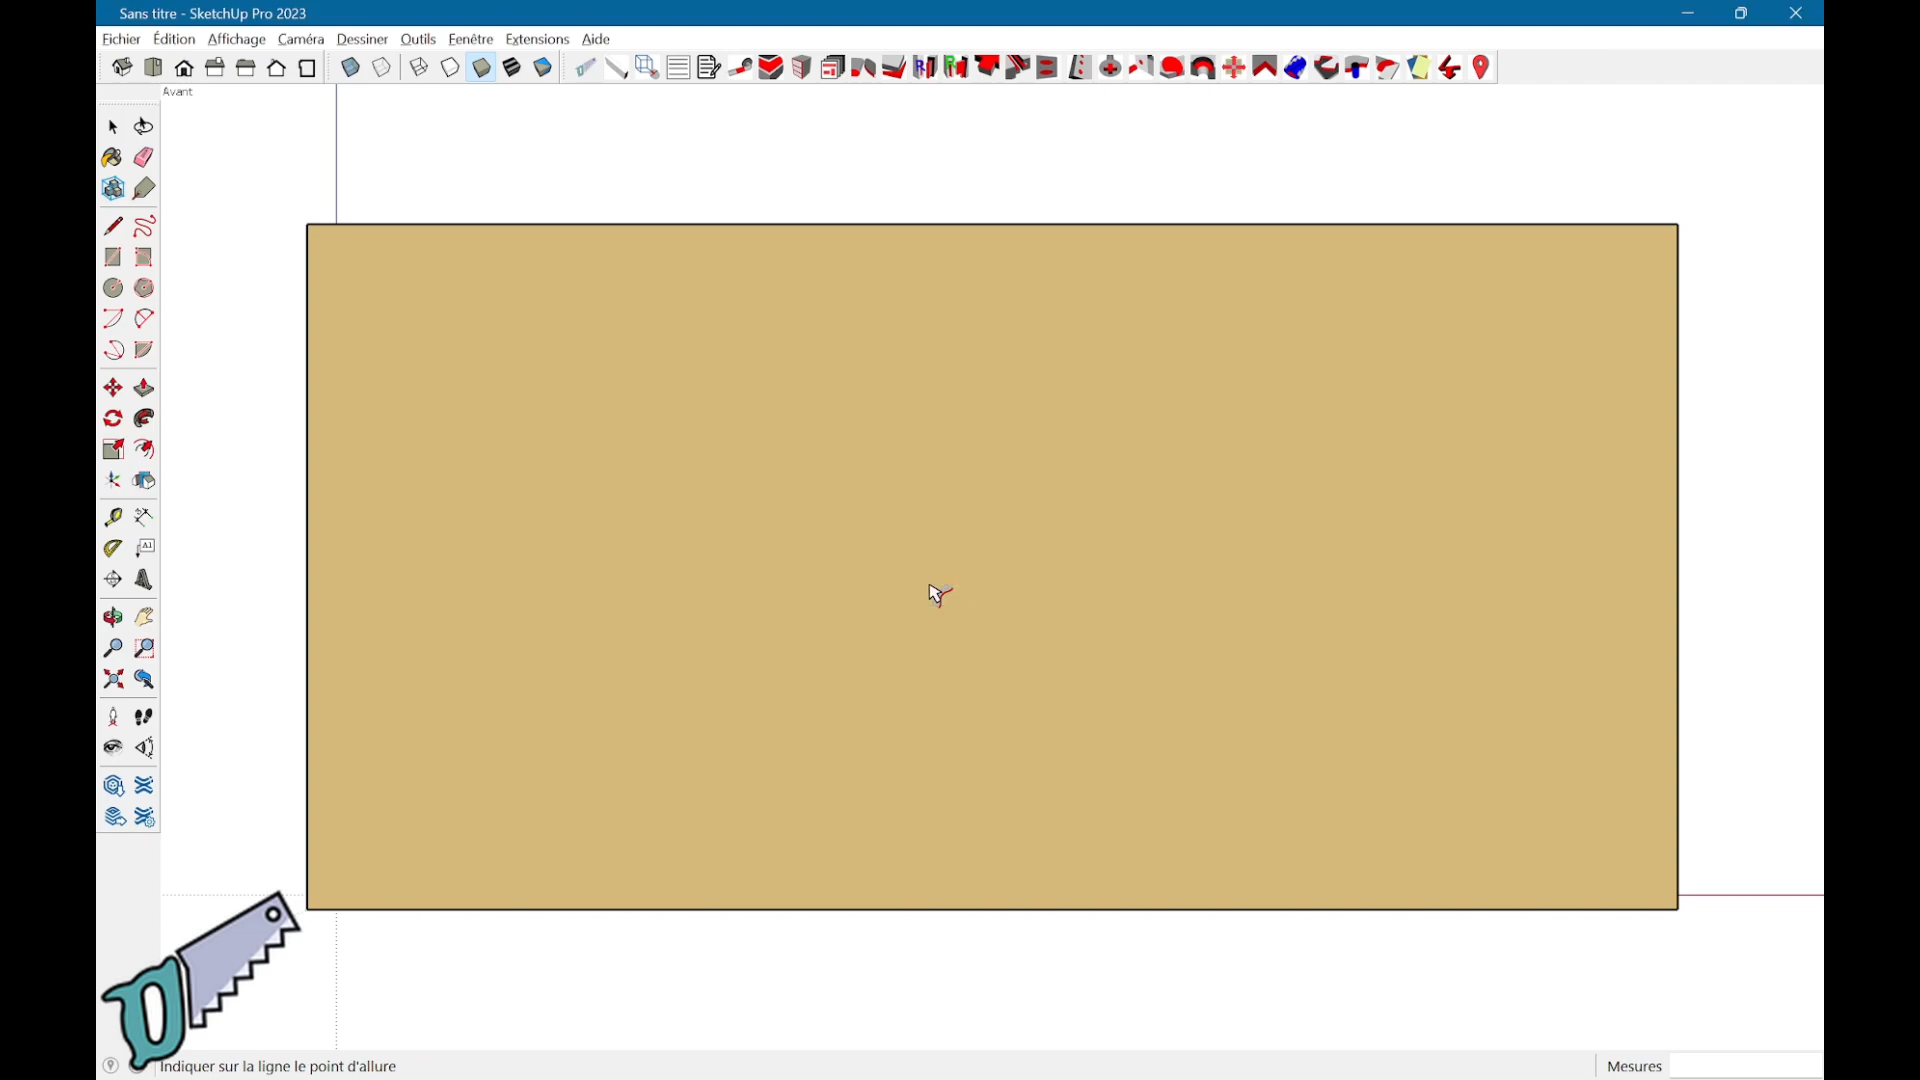 Sans titre - SketchUp Pro 2023
Fichier Édition Affichage Caméra Dessiner Outils Fenêtre Extensions Aide
Avant
A1
Indiquer sur la ligne le point d'allure
Mesures